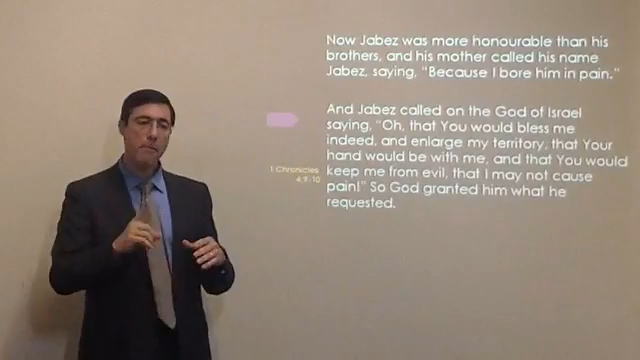 Now Jabez was more honourable than his
brothers, and his mother called his name
Jabez, saying, "Because I bore him in pain."
And Jabez called on the God of Israel
saying, "Oh, that You would bless me
indeed, and enlarge my territory, that Your
hand would be with me, and that You would
keep me from evil, that I may not cause
pain!" So God granted him what he
requested.
1 Chronicles
4:9-10